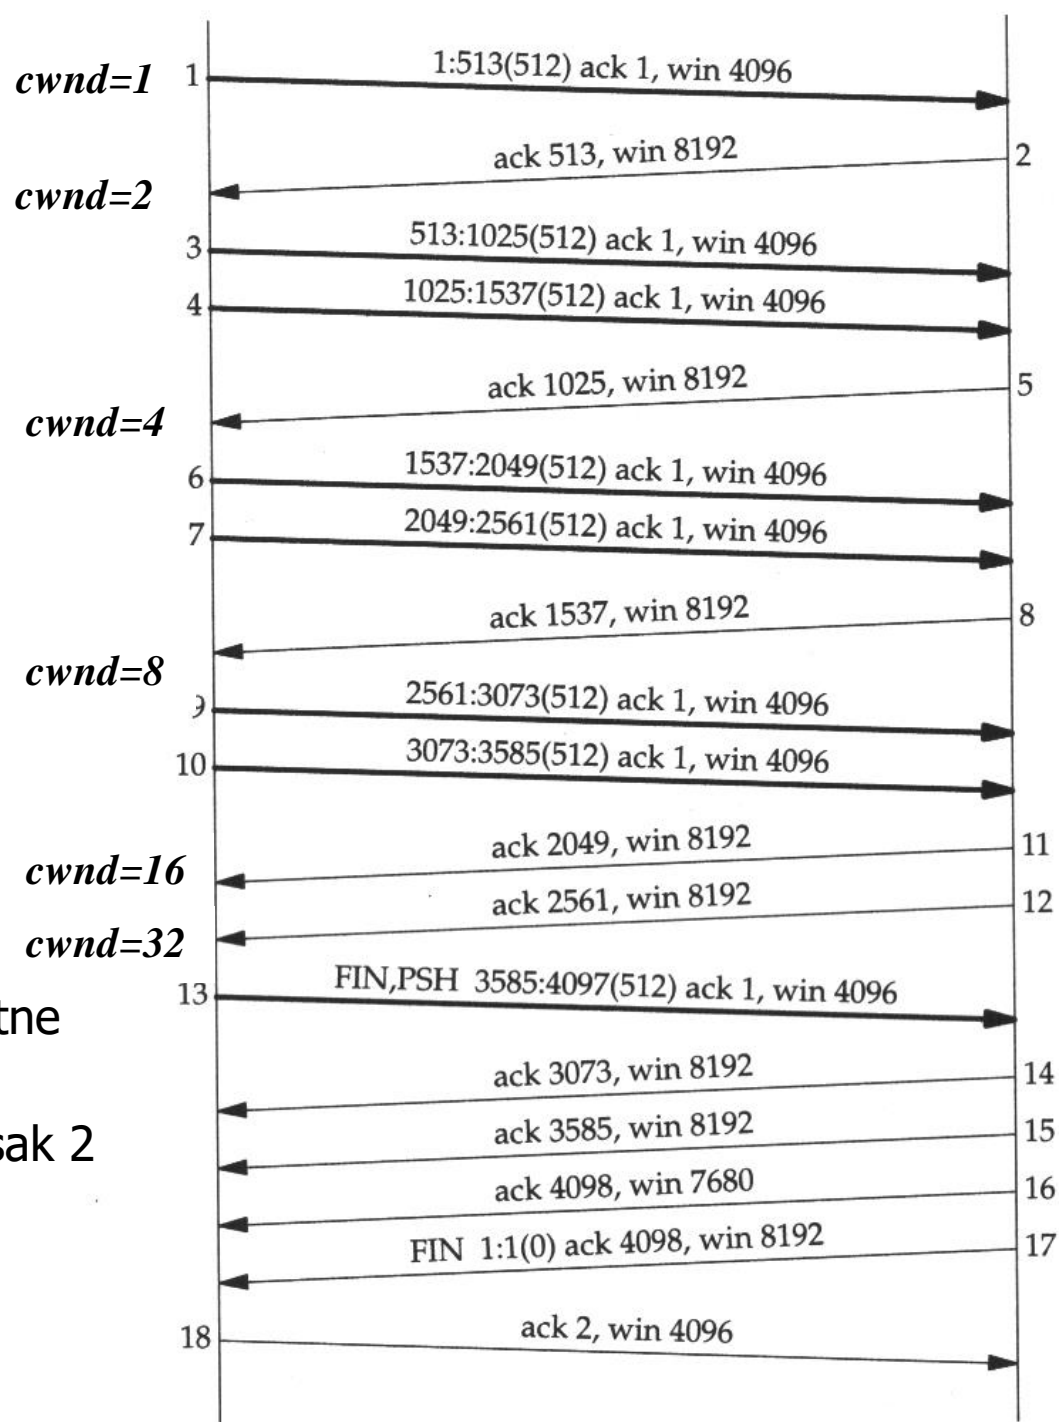 cwnd=1
1
1:513(512) ack 1, win 4096
ack 513, win 8192
2
cwnd=2
3
513:1025(512) ack 1, win 4096
4
1025:1537(512) ack 1, win 4096
ack 1025, win 8192
5
cwnd=4
6
1537:2049(512) ack 1, win 4096
7
2049:2561(512) ack 1, win 4096
ack 1537, win 8192
8
cwnd=8
9
2561:3073(512) ack 1, win 4096
10
3073:3585(512) ack 1, win 4096
ack 2049, win 8192
11
cwnd=16
ack 2561, win 8192
12
cwnd=32
13
FIN,PSH 3585:4097(512) ack 1, win 4096
tne
ack 3073, win 8192
14
sak 2
ack 3585, win 8192
15
ack 4098, win 7680
16
FIN 1:1(0) ack 4098, win 8192
17
18
ack 2, win 4096